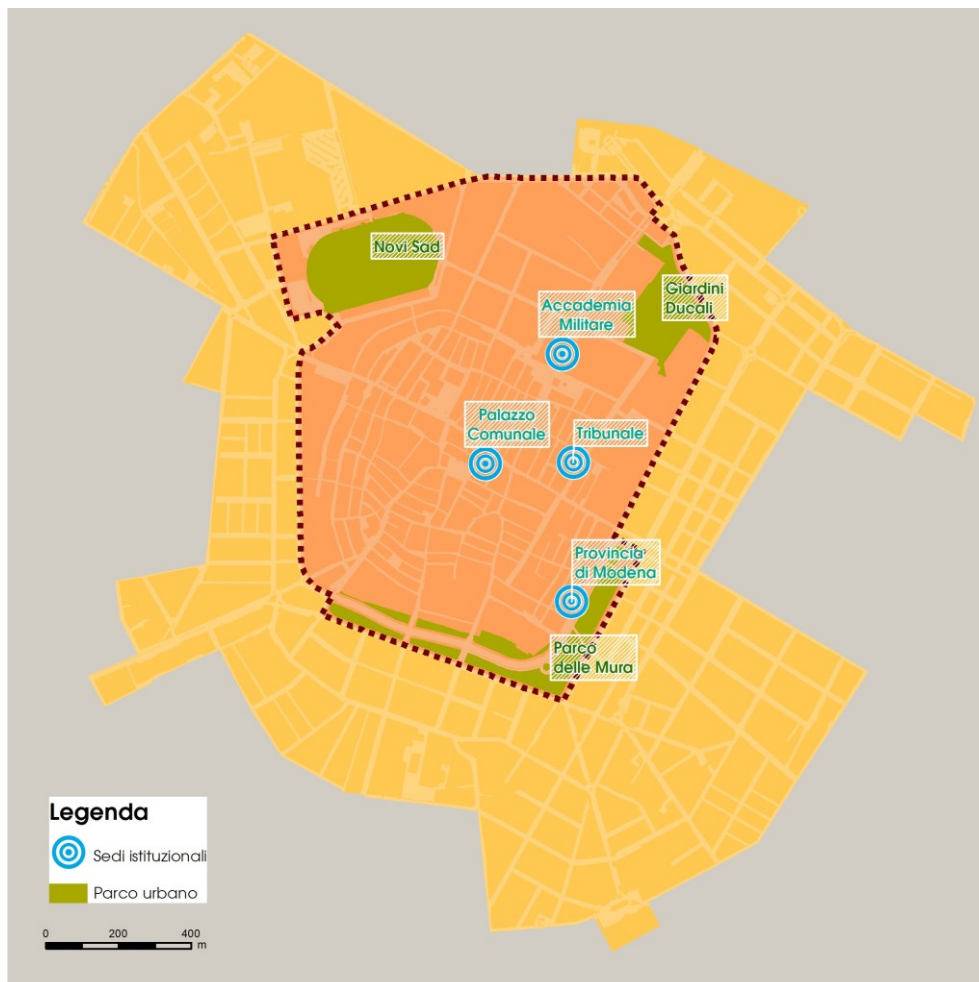 Novi Sad
Giardini
Ducali
Accademia
Militare
Palazzo
Comunale
Tribunale
Provincia
di Modena
Parco
delle Mura
Legenda
Sedi istituzionali
Parco urbano
0 200 400
m